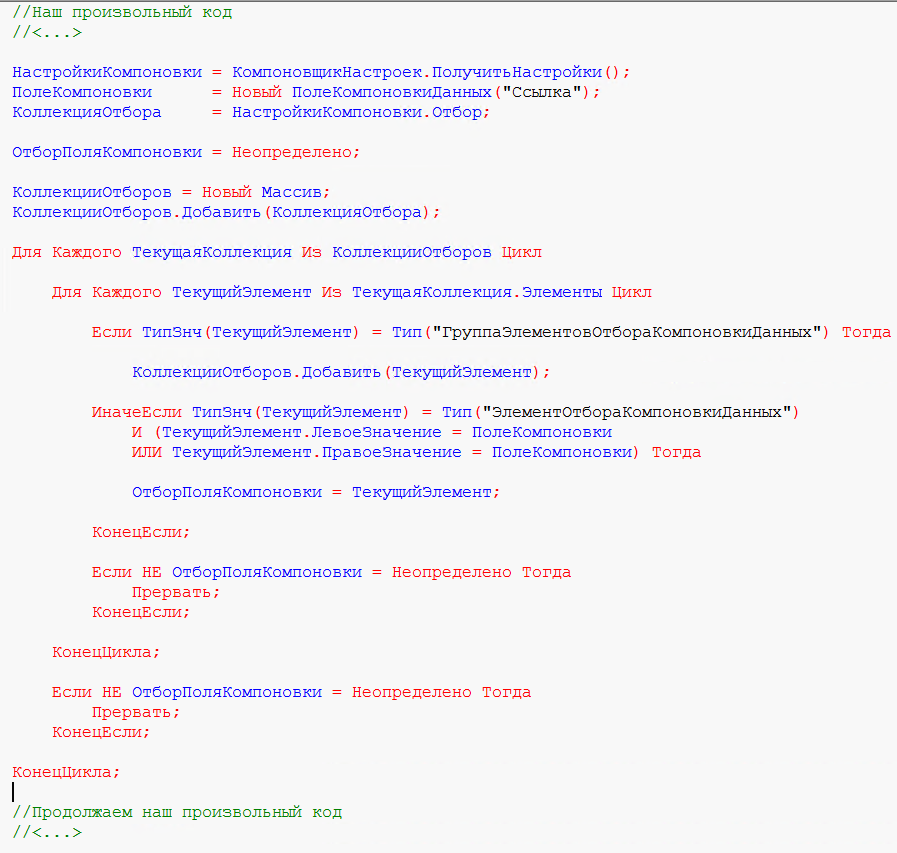 //Наш произвольный код
//<...>
НастройкиКомпоновки = КомпоновщикНастроек.ПолучитьНастройки();
ПолеКомпоновки      = Новый ПолеКомпоновкиДанных("Ссылка");
КоллекцияОтбора     = НастройкиКомпоновки.Отбор;
ОтборПоляКомпоновки = Неопределено;
КоллекцииОтборов = Новый Массив;
КоллекцииОтборов.Добавить(КоллекцияОтбора);
Для Каждого ТекущаяКоллекция Из КоллекцииОтборов Цикл
    Для Каждого ТекущийЭлемент Из ТекущаяКоллекция.Элементы Цикл
        Если ТипЗнч(ТекущийЭлемент) = Тип("ГруппаЭлементовОтбораКомпоновкиДанных") Тогда
            КоллекцииОтборов.Добавить(ТекущийЭлемент);
        ИначеЕсли ТипЗнч(ТекущийЭлемент) = Тип("ЭлементОтбораКомпоновкиДанных")
            И (ТекущийЭлемент.ЛевоеЗначение = ПолеКомпоновки
            ИЛИ ТекущийЭлемент.ПравоеЗначение = ПолеКомпоновки) Тогда
            ОтборПоляКомпоновки = ТекущийЭлемент;
        КонецЕсли;
        Если НЕ ОтборПоляКомпоновки = Неопределено Тогда
            Прервать;
        КонецЕсли;
    КонецЦикла;
    Если НЕ ОтборПоляКомпоновки = Неопределено Тогда
        Прервать;
    КонецЕсли;
КонецЦикла;
//Продолжаем наш произвольный код
//<...>